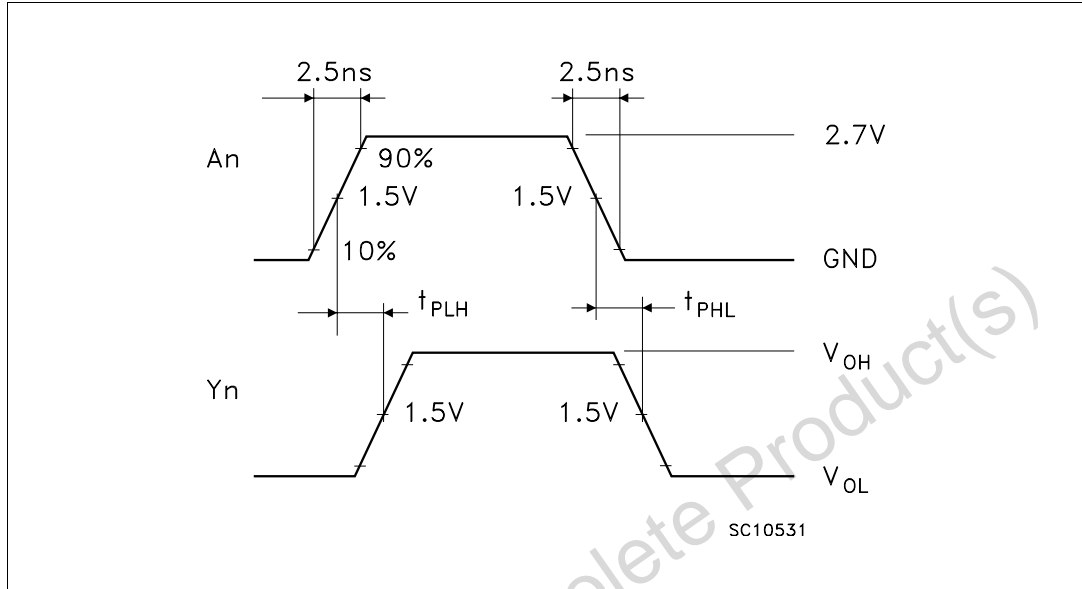 2.5ns 2.5ns
An 2.7V
90%
1.5V 1.5V
10%
GND
tPLH tPHL
Yn VOH
1.5V 1.5V
VOL
SC10531
olete Product(s)